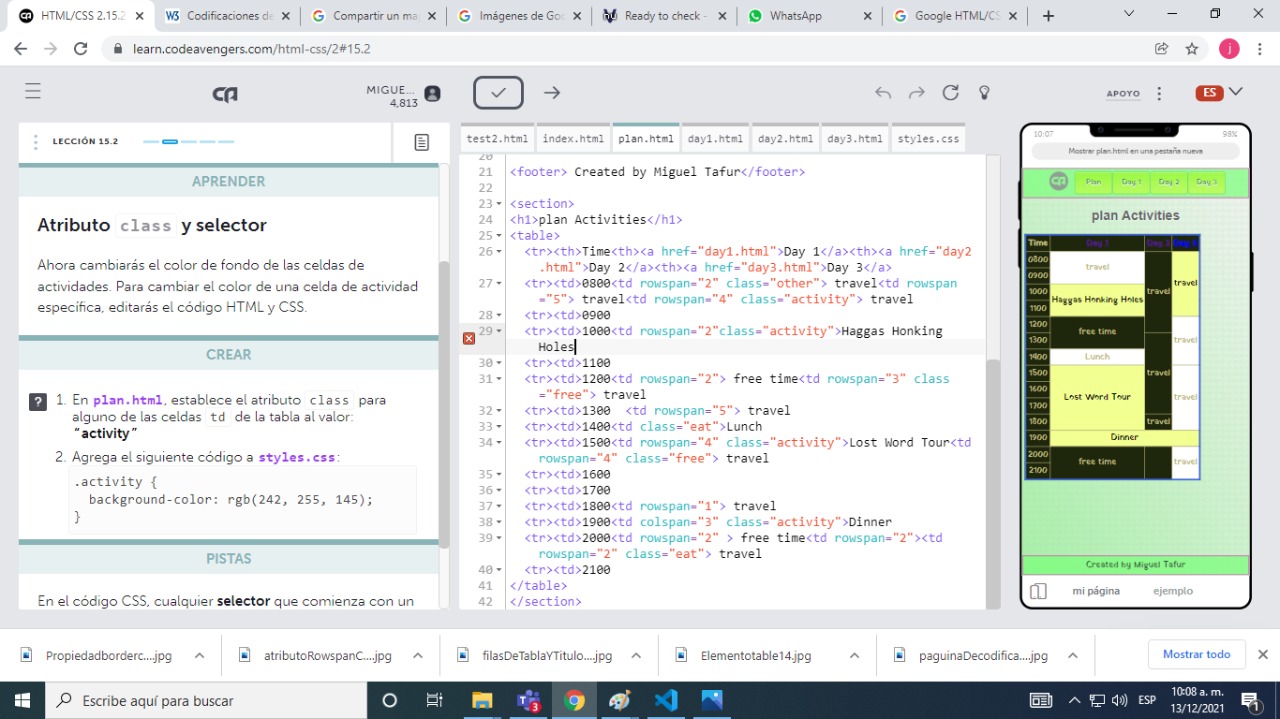 HTML/CSS 2.15.2
Codificaciones de
Compartir un ma
Imágenes de Goo
Ready to check -
WhatsApp
Google HTML/CS
learn.codeavengers.com/html-css/2#15.2
MIGUE...
4,813
APOYO
ES
LECCIÓN 15.2
APRENDER
Atributo class y selector
Ahora cambiarás el color de fondo de las celdas de
actividades. Para cambiar el color de una celda de actividad
específica, editarás el código HTML y CSS.
CREAR
? 1. En plan.html, establece el atributo class para
alguno de las celdas td de la tabla al valor:
“activity”
2. Agrega el siguiente código a styles.css:
.activity {
background-color: rgb(242, 255, 145);
}
PISTAS
En el código CSS, cualquier selector que comienza con un
test2.html index.html plan.html day1.html day2.html day3.html styles.css
20
21 <footer> Created by Miguel Tafur</footer>
22
23 <section>
24 <h1>plan Activities</h1>
25 <table>
26 <tr><th>Time<th><a href="day1.html">Day 1</a><th><a href="day2
.html">Day 2</a><th><a href="day3.html">Day 3</a>
27 <tr><td>0800<td rowspan="2" class="other"> travel<td rowspan
="5"> travel<td rowspan="4" class="activity"> travel
28 <tr><td>0900
29 <tr><td>1000<td rowspan="2"class="activity">Haggas Honking
Holes
30 <tr><td>1100
31 <tr><td>1200<td rowspan="2"> free time<td rowspan="3" class
="free"> travel
32 <tr><td>1300  <td rowspan="5"> travel
33 <tr><td>1400<td class="eat">Lunch
34 <tr><td>1500<td rowspan="4" class="activity">Lost Word Tour<td
rowspan="4" class="free"> travel
35 <tr><td>1600
36 <tr><td>1700
37 <tr><td>1800<td rowspan="1"> travel
38 <tr><td>1900<td colspan="3" class="activity">Dinner
39 <tr><td>2000<td rowspan="2" > free time<td rowspan="2"><td
rowspan="2" class="eat"> travel
40 <tr><td>2100
41 </table>
42 </section>
10:07 98%
Mostrar plan.html en una pestaña nueva
Plan Day 1 Day 2 Day 3
plan Activities
Time Day 1 Day 2 Day 3
0800
travel
0900
travel
1000
travel
1100
Haggas Honking Holes
1200
free time
1300
travel
1400 Lunch
1500
travel
1600
1700
Lost Word Tour
travel
1800 travel
1900 Dinner
2000
free time
travel
2100
Created by Miguel Tafur
mi página ejemplo
Propiedadborderc....jpg
atributoRowspanC....jpg
filasDeTablaYTitulo....jpg
Elementotable14.jpg
paguinaDecodifica....jpg
Mostrar todo
Escribe aquí para buscar
3
ESP
10:08 a. m.
13/12/2021
1